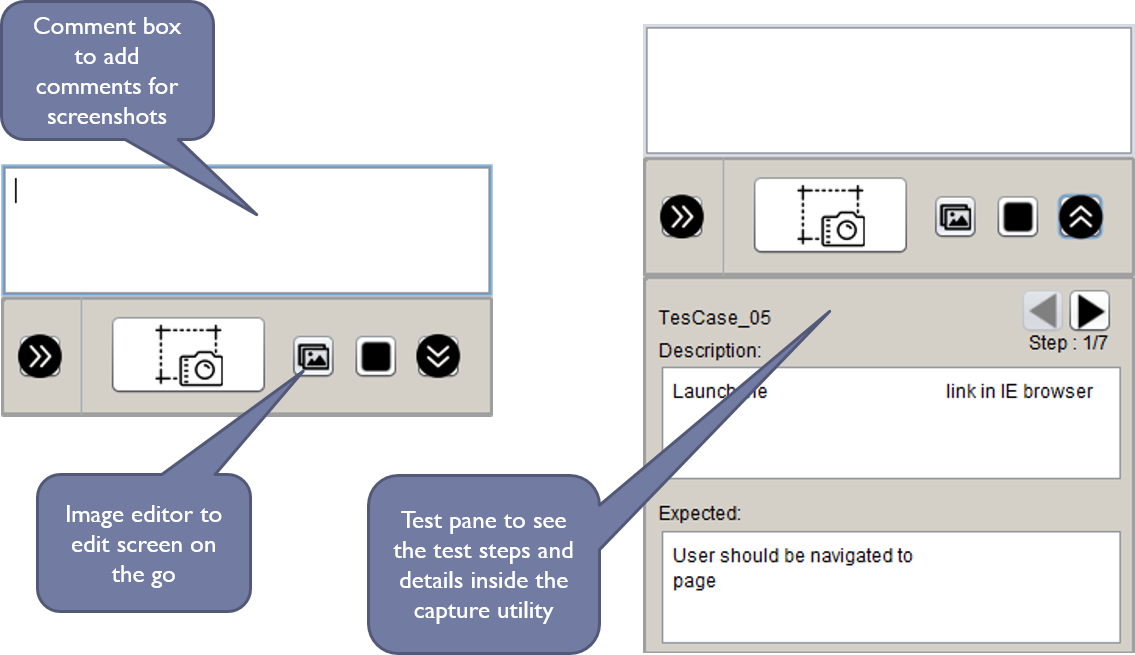 Comment box
to add
comments for
screenshots
Image editor to
edit screen on
the go
Test pane to see
the test steps and
details inside the
capture utility
TesCase_05
Step : 1/7
Description:
Launch link in IE browser
Expected:
User should be navigated to
page